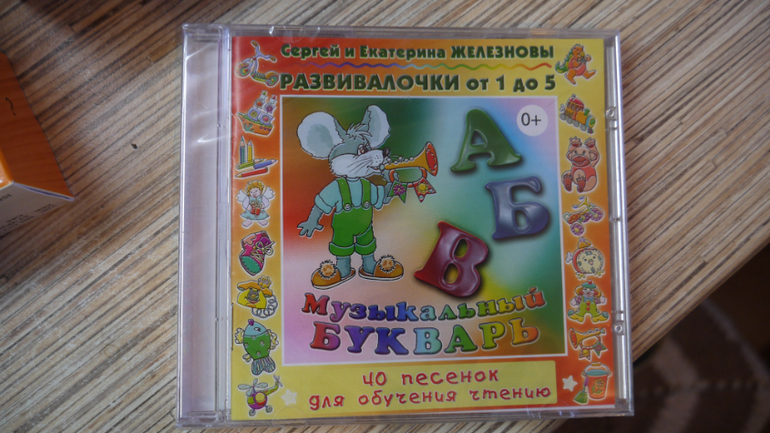 Сергей и Екатерина ЖЕЛЕЗНОВЫ
РАЗВИВАЛОЧКИ от 1 до 5
0+
А
Б
В
Музыкальный
БУКВАРЬ
40 песенок
для обучения чтению